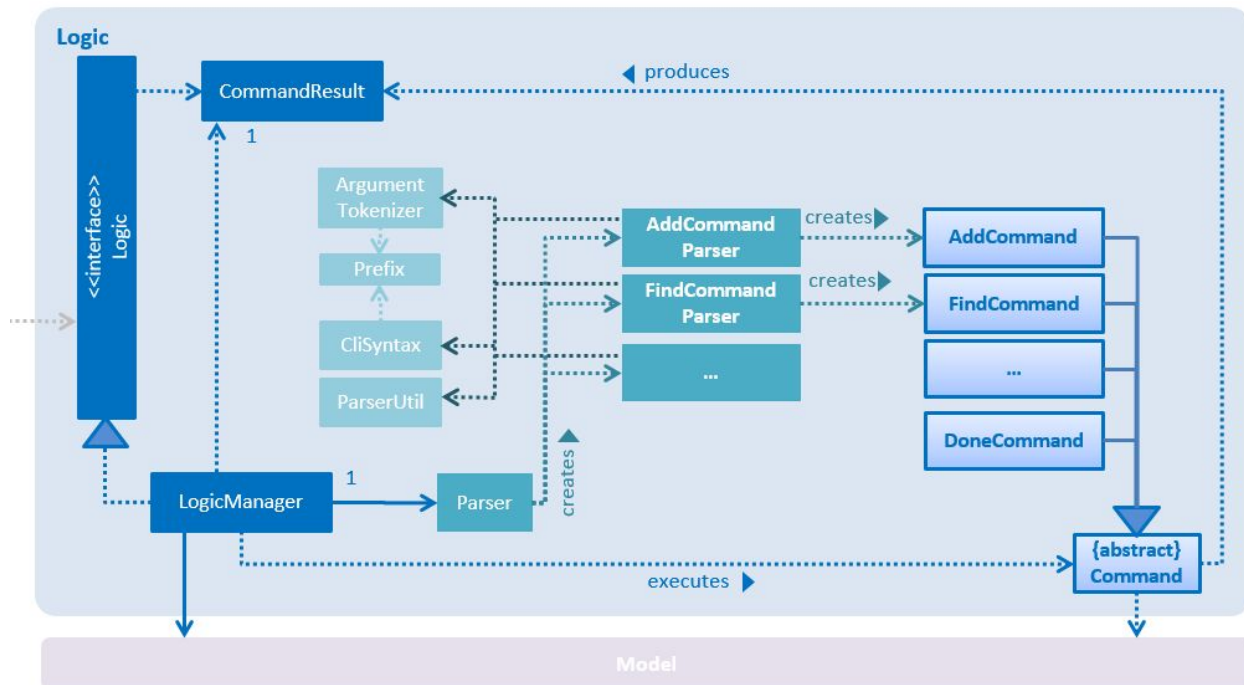 Logic
◀ produces
CommandResult
1
<<interface>>
Logic
Argument
Tokenizer
Prefix
CliSyntax
ParserUtil
AddCommand
Parser
creates▶
AddCommand
FindCommand
Parser
creates▶
FindCommand
...
...
DoneCommand
LogicManager
1
Parser
creates ▶
{abstract}
Command
executes ▶
Model